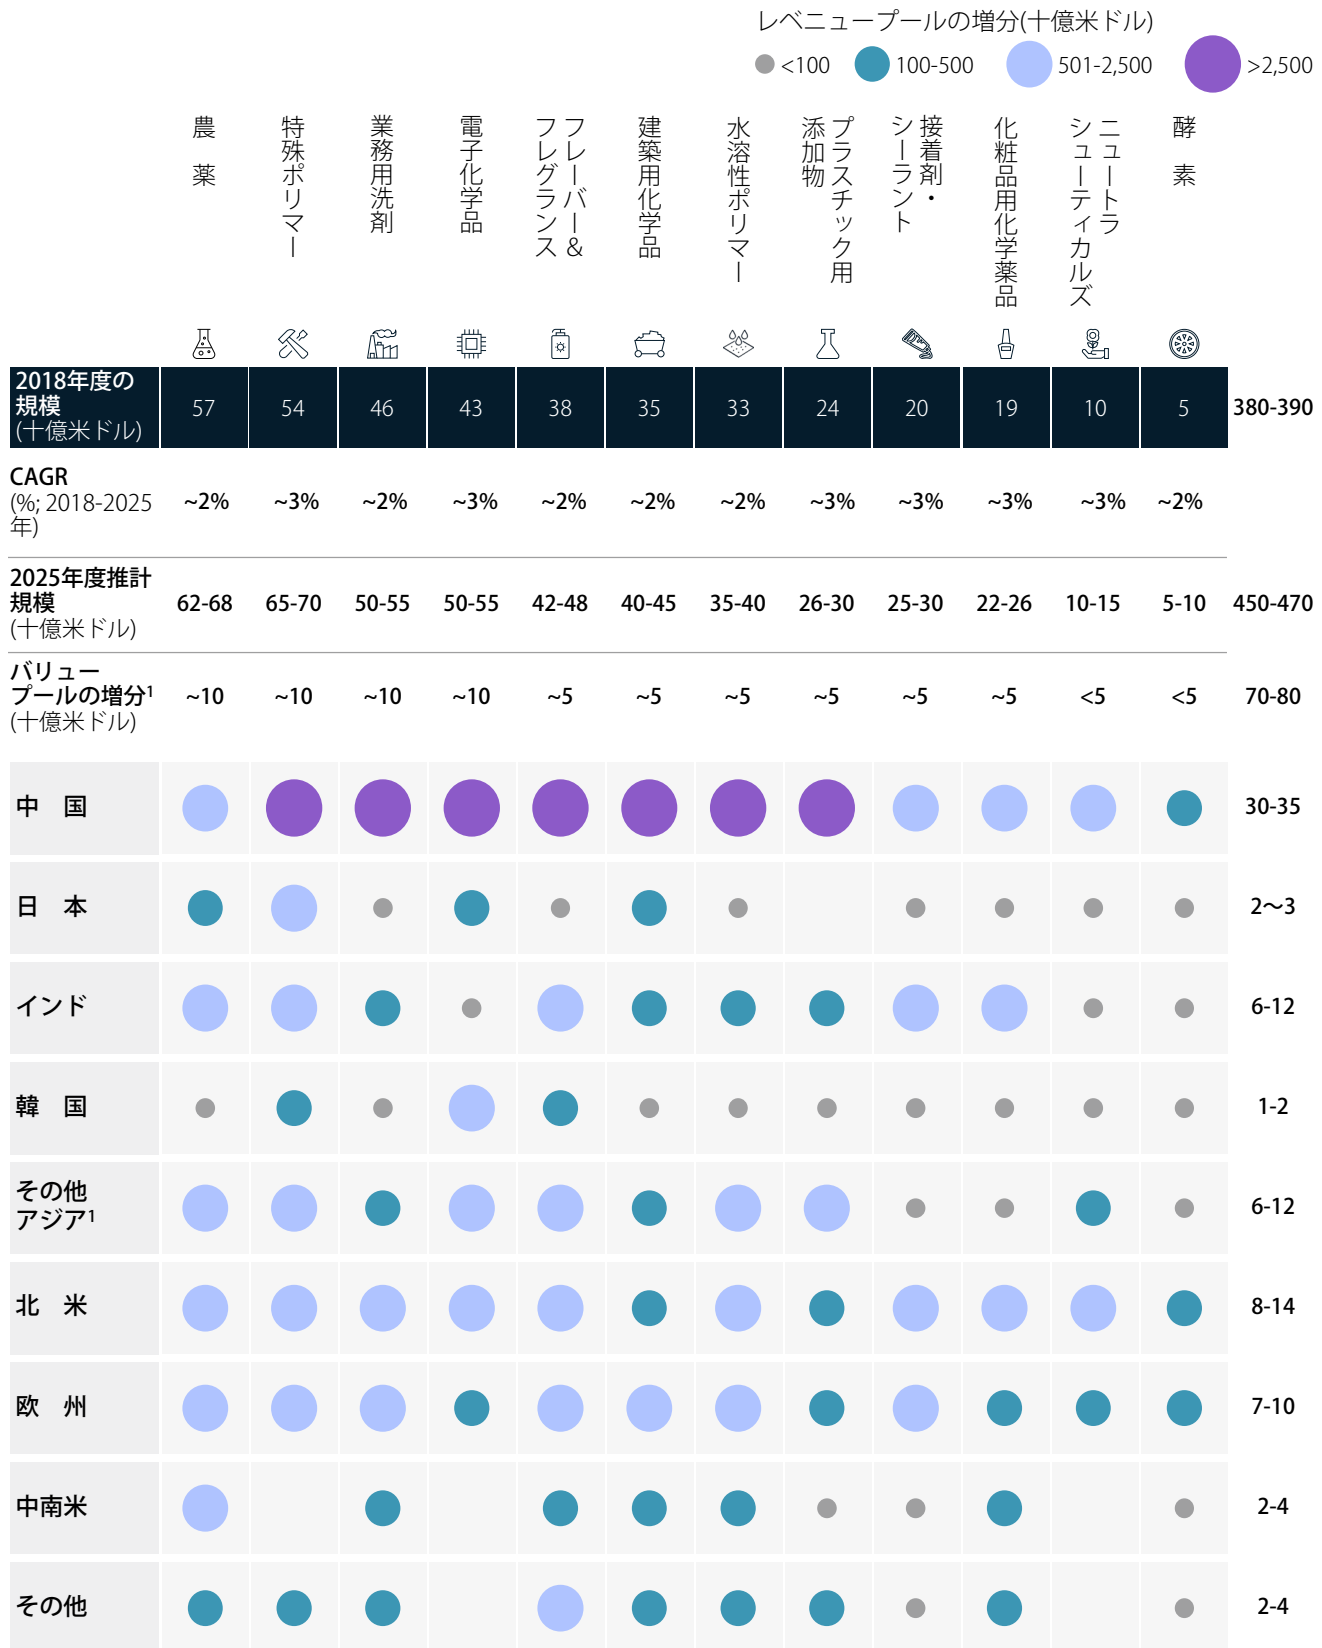 レベニュープールの増分(十億米ドル)
<100 100-500 501-2,500 >2,500
農　薬
特殊ポリマー
業務用洗剤
電子化学品
フレーバー＆
フレグランス
建築用化学品
水溶性ポリマー
プラスチック用
添加物
接着剤・
シーラント
化粧品用化学薬品
ニュートラ
シューティカルズ
酵　素
2018年度の
規模
(十億米ドル)
57 54 46 43 38 35 33 24 20 19 10 5 380-390
CAGR
(%; 2018-2025
年)
~2% ~3% ~2% ~3% ~2% ~2% ~2% ~3% ~3% ~3% ~3% ~2%
2025年度推計
規模
(十億米ドル)
62-68 65-70 50-55 50-55 42-48 40-45 35-40 26-30 25-30 22-26 10-15 5-10 450-470
バリュー
プールの増分¹
(十億米ドル)
~10 ~10 ~10 ~10 ~5 ~5 ~5 ~5 ~5 ~5 <5 <5 70-80
中　国 30-35
日　本 2〜3
インド 6-12
韓　国 1-2
その他
アジア¹ 6-12
北　米 8-14
欧　州 7-10
中南米 2-4
その他 2-4